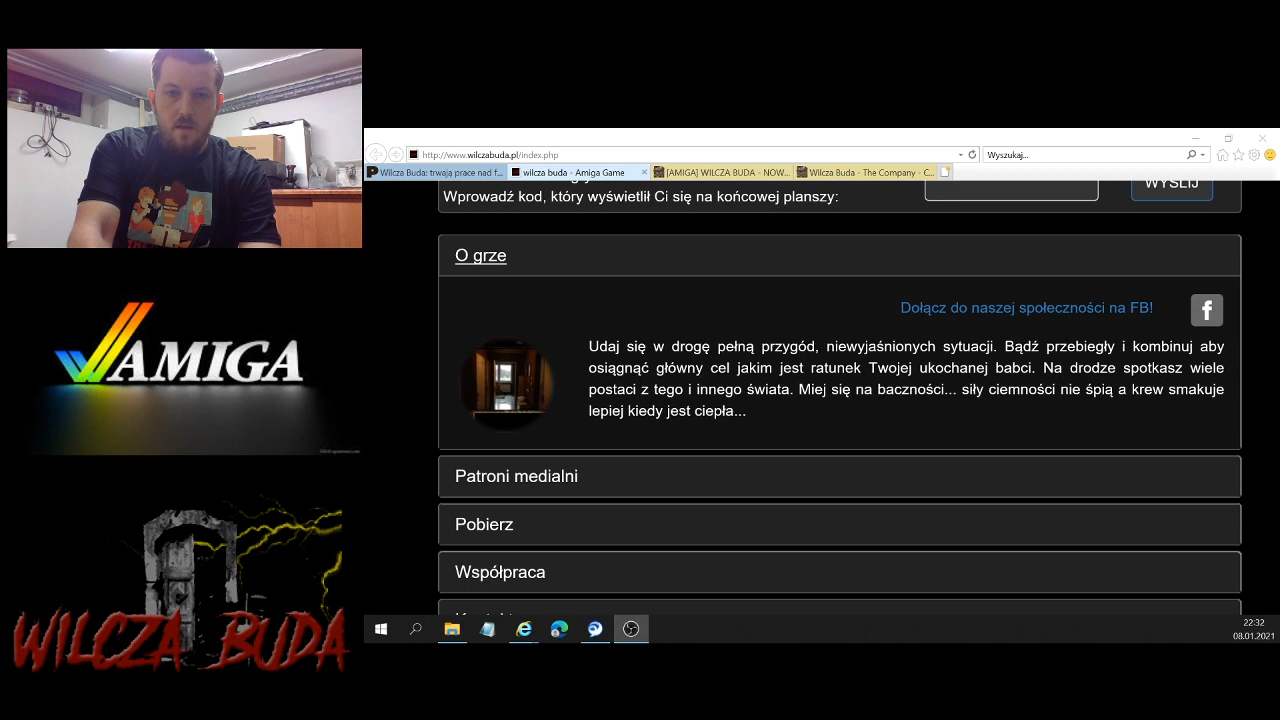 http://www.wilczabuda.pl/index.php
Wyszukaj...
Wilcza Buda: trwają prace nad f...
wilcza buda - Amiga Game
[AMIGA] WILCZA BUDA - NOW...
Wilcza Buda - The Company - C...
Wprowadź kod, który wyświetlił Ci się na końcowej planszy:
WYŚLIJ
O grze
Dołącz do naszej społeczności na FB!
Udaj się w drogę pełną przygód, niewyjaśnionych sytuacji. Bądź przebiegły i kombinuj aby
osiągnąć główny cel jakim jest ratunek Twojej ukochanej babci. Na drodze spotkasz wiele
postaci z tego i innego świata. Miej się na baczności... siły ciemności nie śpią a krew smakuje
lepiej kiedy jest ciepła...
Patroni medialni
Pobierz
Współpraca
AMIGA
WILCZA BUDA
22:32
08.01.2021